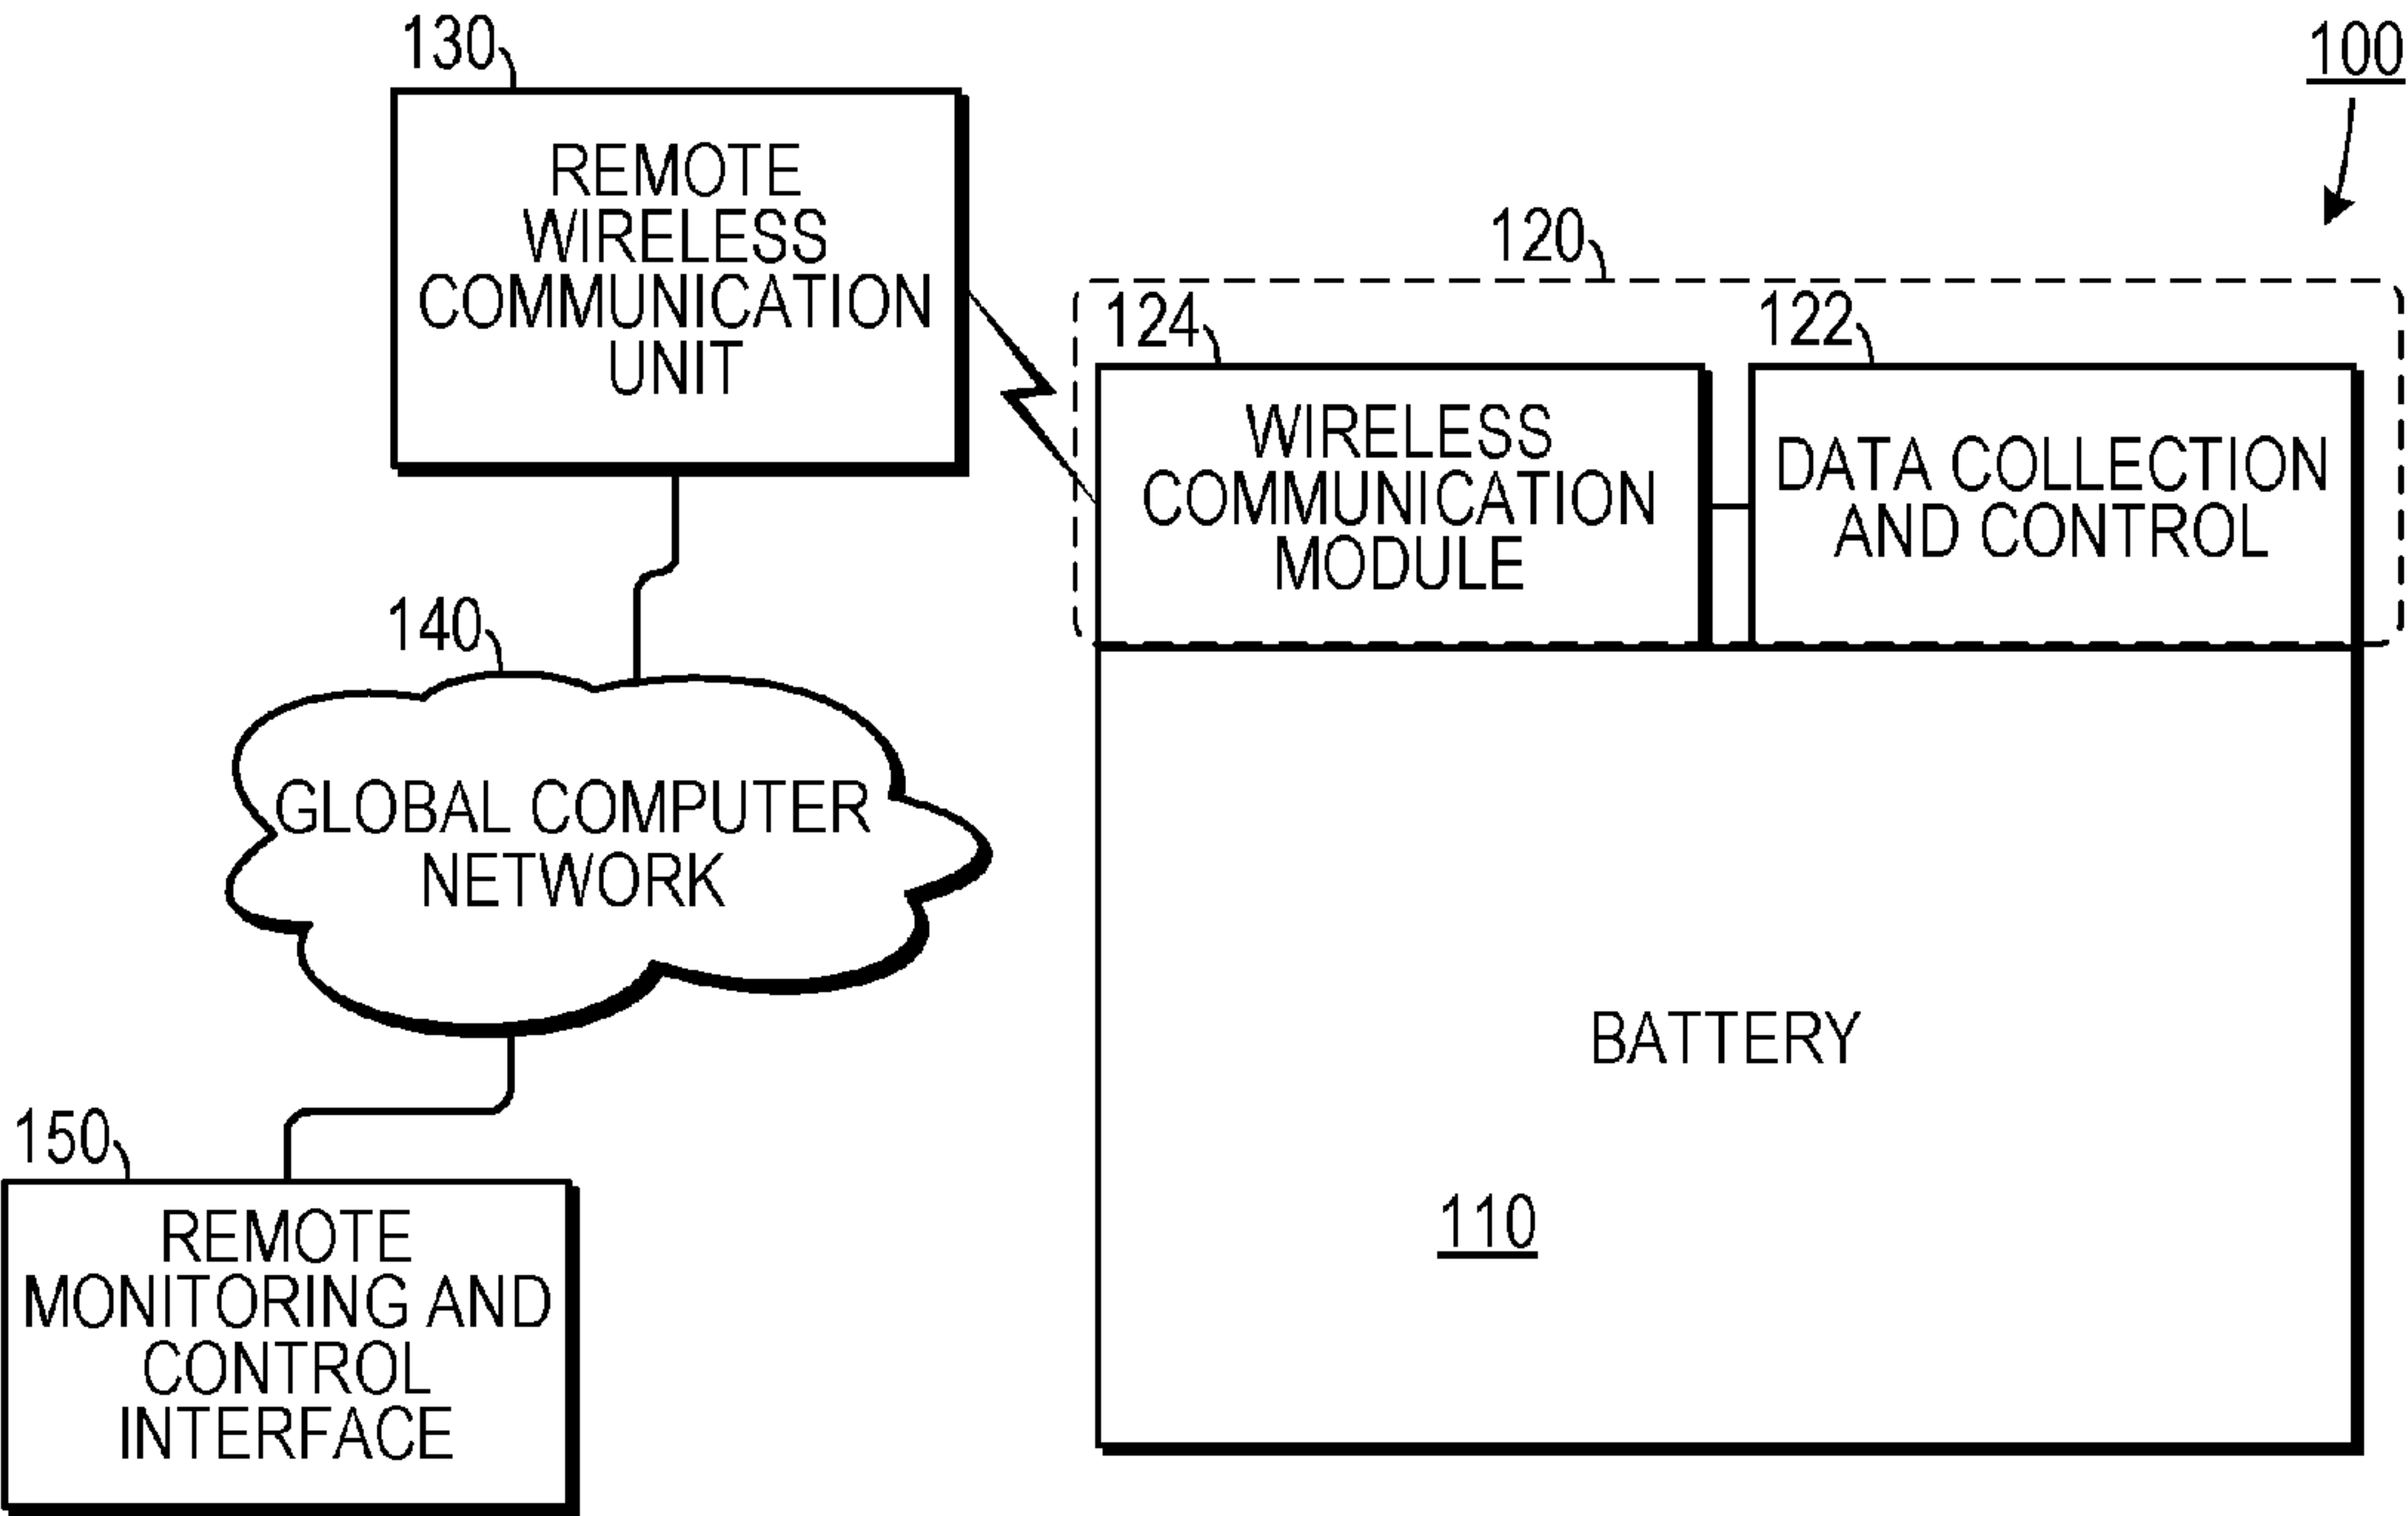 130
REMOTE
WIRELESS
COMMUNICATION
UNIT
100
120
124
WIRELESS
COMMUNICATION
MODULE
122
DATA COLLECTION
AND CONTROL
140
GLOBAL COMPUTER
NETWORK
BATTERY
110
150
REMOTE
MONITORING AND
CONTROL
INTERFACE